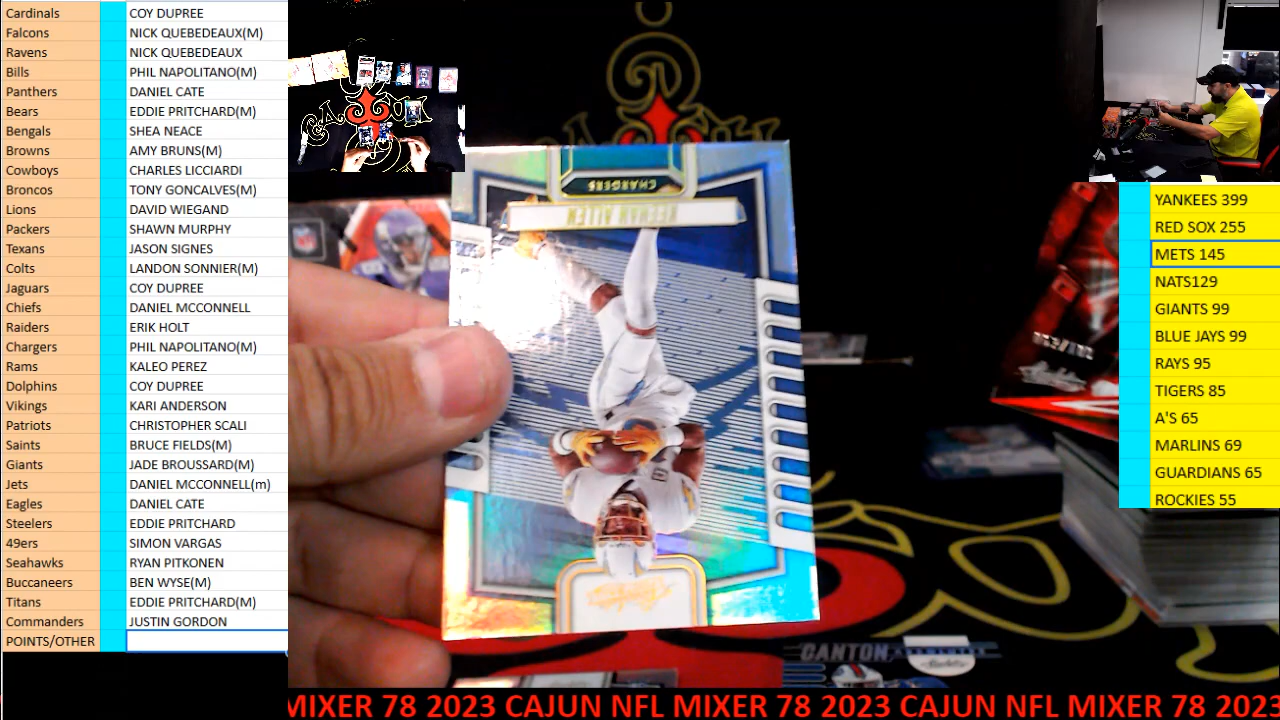 Cardinals COY DUPREE
Falcons NICK QUEBEDEAUX(M)
Ravens NICK QUEBEDEAUX
Bills PHIL NAPOLITANO(M)
Panthers DANIEL CATE
Bears EDDIE PRITCHARD(M)
Bengals SHEA NEACE
Browns AMY BRUNS(M)
Cowboys CHARLES LICCIARDI
Broncos TONY GONCALVES(M)
Lions DAVID WIEGAND
Packers SHAWN MURPHY
Texans JASON SIGNES
Colts LANDON SONNIER(M)
Jaguars COY DUPREE
Chiefs DANIEL MCCONNELL
Raiders ERIK HOLT
Chargers PHIL NAPOLITANO(M)
Rams KALEO PEREZ
Dolphins COY DUPREE
Vikings KARI ANDERSON
Patriots CHRISTOPHER SCALI
Saints BRUCE FIELDS(M)
Giants JADE BROUSSARD(M)
Jets DANIEL MCCONNELL(m)
Eagles DANIEL CATE
Steelers EDDIE PRITCHARD
49ers SIMON VARGAS
Seahawks RYAN PITKONEN
Buccaneers BEN WYSE(M)
Titans EDDIE PRITCHARD(M)
Commanders JUSTIN GORDON
POINTS/OTHER
CHARGERS
KEENAN ALLEN
YANKEES 399
RED SOX 255
METS 145
NATS129
GIANTS 99
BLUE JAYS 99
RAYS 95
TIGERS 85
A'S 65
MARLINS 69
GUARDIANS 65
ROCKIES 55
CANTON ABSOLUTES
MIXER 78 2023 CAJUN NFL MIXER 78 2023 CAJUN NFL MIXER 78 2023